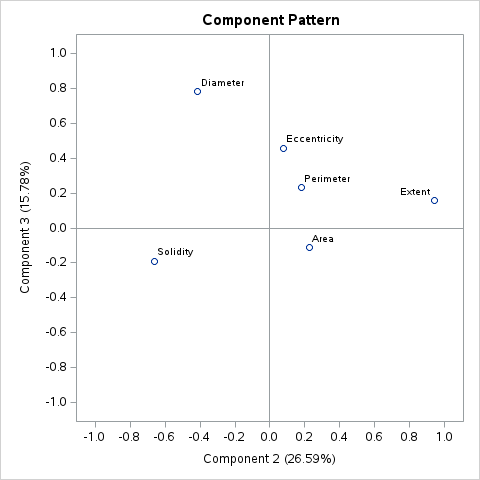 Component Pattern
1.0
0.8
0.6
0.4
0.2
0.0
-0.2
-0.4
-0.6
-0.8
-1.0
Component 3 (15.78%)
Diameter
Eccentricity
Perimeter
Extent
Area
Solidity
-1.0 -0.8 -0.6 -0.4 -0.2 0.0 0.2 0.4 0.6 0.8 1.0
Component 2 (26.59%)